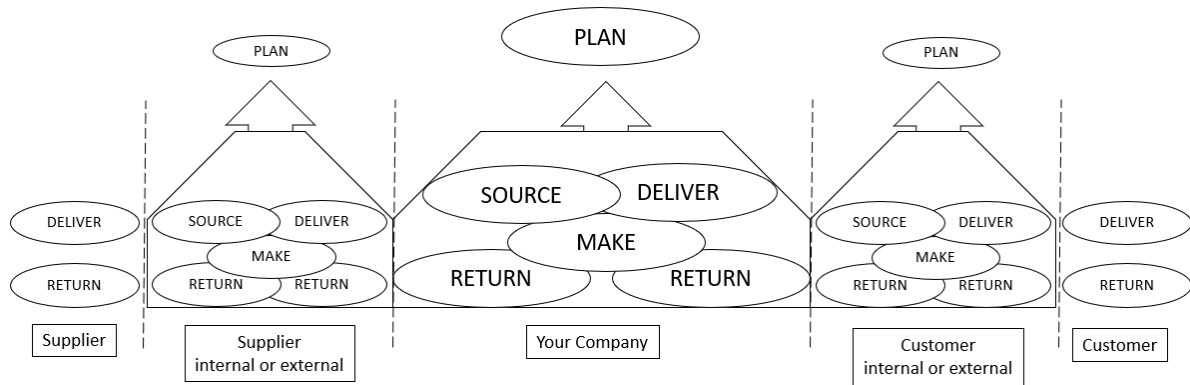 PLAN
PLAN
PLAN
DELIVER
RETURN
Supplier
SOURCE
DELIVER
MAKE
RETURN
RETURN
Supplier
internal or external
SOURCE
DELIVER
MAKE
RETURN
RETURN
Your Company
SOURCE
DELIVER
MAKE
RETURN
RETURN
Customer
internal or external
DELIVER
RETURN
Customer